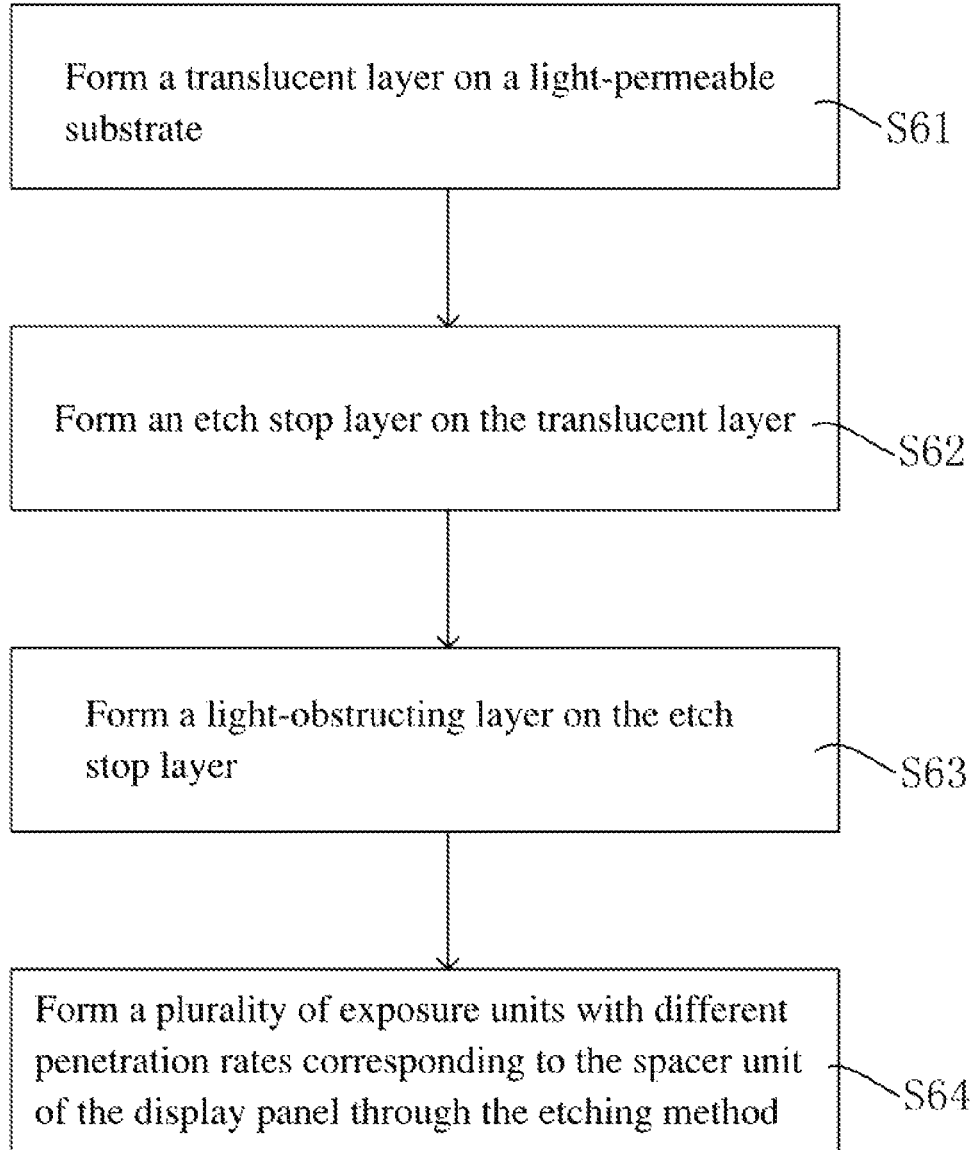 Form a translucent layer on a light-permeable
substrate
S61
Form an etch stop layer on the translucent layer
S62
Form a light-obstructing layer on the etch
stop layer
S63
Form a plurality of exposure units with different
penetration rates corresponding to the spacer unit
of the display panel through the etching method
S64